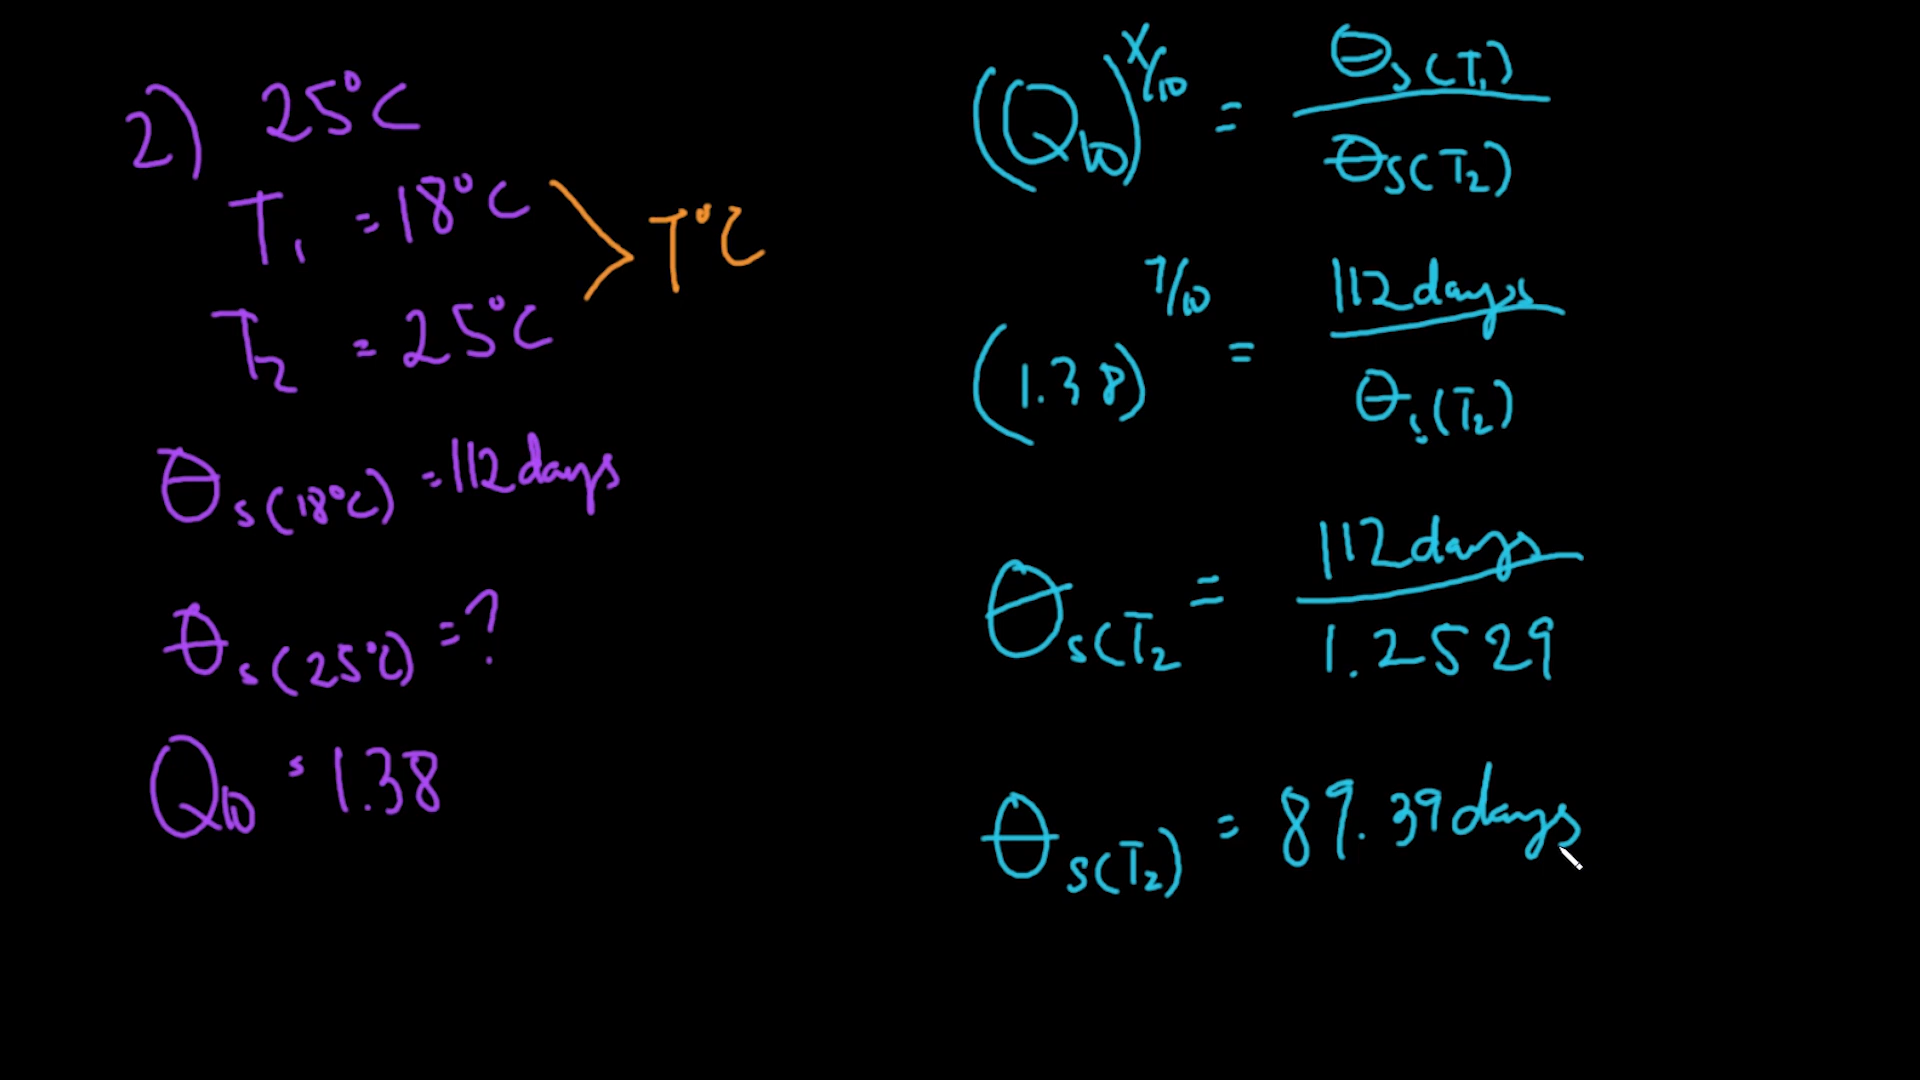 2) 25°C
T₁ = 18°C
T₂ = 25°C
7°C
θs(18°C) = 112 days
θs(25°C) = ?
Q₁₀ = 1.38
(Q₁₀)^X/10 = θs(T₁) / θs(T₂)
(1.38)^7/10 = 112 days / θs(T₂)
θs(T₂ = 112 days / 1.2529
θs(T₂) = 89.39 days